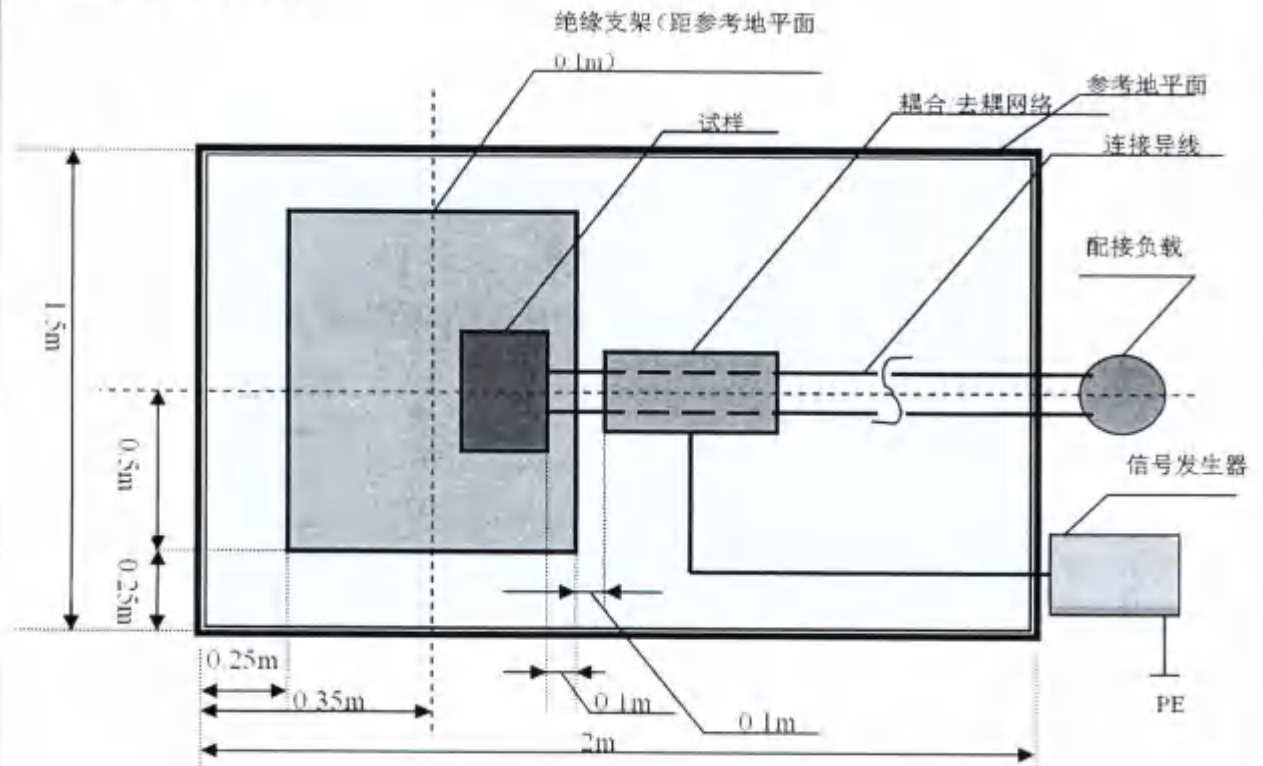 绝缘支架(距参考地平面
0.1m)
参考地平面
耦合 去耦网络
试样
连接导线
配接负载
1.5m
信号发生器
0.5m
0.25m
0.25m
0.35m
0.1m
0.1m
PE
2m